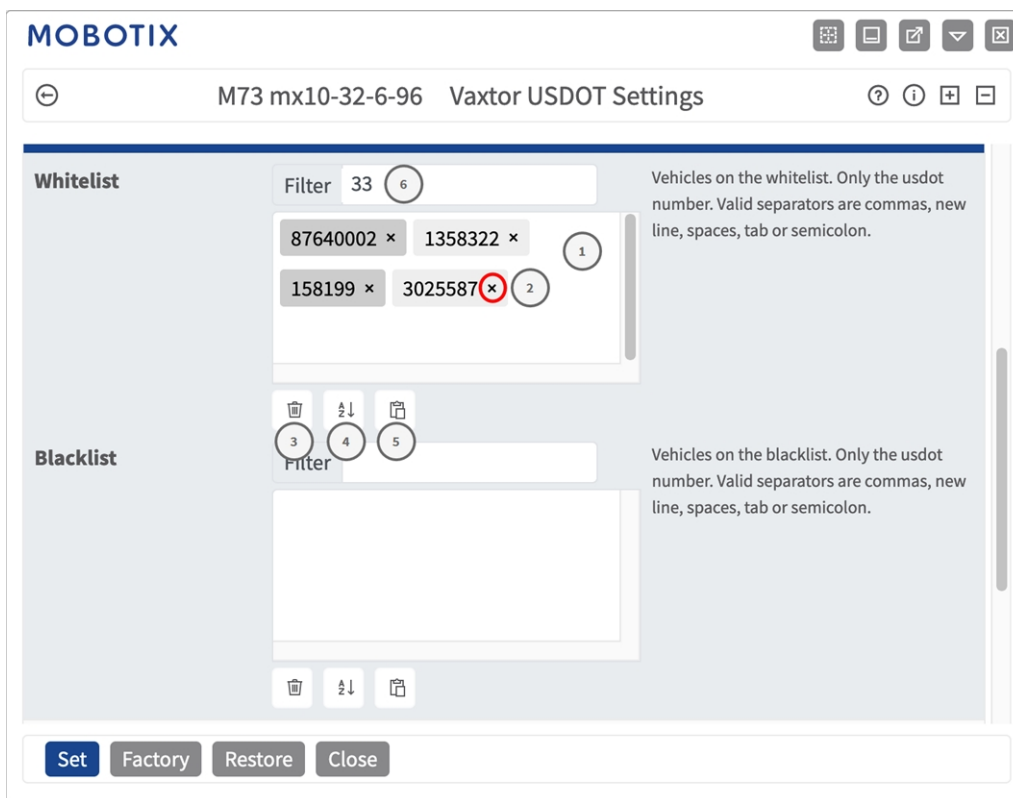 MOBOTIX
M73 mx10-32-6-96 Vaxtor USDOT Settings
Whitelist
Filter 33 6
Vehicles on the whitelist. Only the usdot
number. Valid separators are commas, new
line, spaces, tab or semicolon.
87640002 × 1358322 × 1
158199 × 3025587 × 2
3 4 5
Blacklist
Filter
Vehicles on the blacklist. Only the usdot
number. Valid separators are commas, new
line, spaces, tab or semicolon.
Set Factory Restore Close